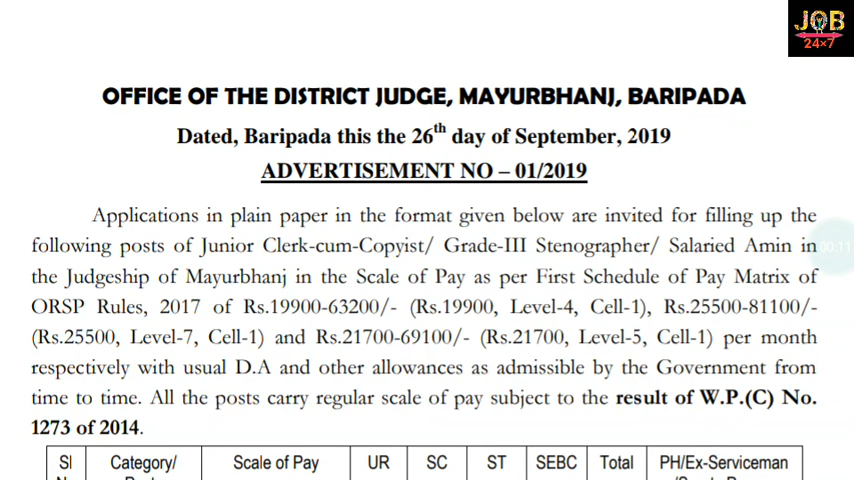 JOB
24×7
OFFICE OF THE DISTRICT JUDGE, MAYURBHANJ, BARIPADA
Dated, Baripada this the 26th day of September, 2019
ADVERTISEMENT NO – 01/2019
Applications in plain paper in the format given below are invited for filling up the
following posts of Junior Clerk-cum-Copyist/ Grade-III Stenographer/ Salaried Amin in
00:11
the Judgeship of Mayurbhanj in the Scale of Pay as per First Schedule of Pay Matrix of
ORSP Rules, 2017 of Rs.19900-63200/- (Rs.19900, Level-4, Cell-1), Rs.25500-81100/-
(Rs.25500, Level-7, Cell-1) and Rs.21700-69100/- (Rs.21700, Level-5, Cell-1) per month
respectively with usual D.A and other allowances as admissible by the Government from
time to time. All the posts carry regular scale of pay subject to the result of W.P.(C) No.
1273 of 2014.
Sl Category/ Scale of Pay UR SC ST SEBC Total PH/Ex-Serviceman